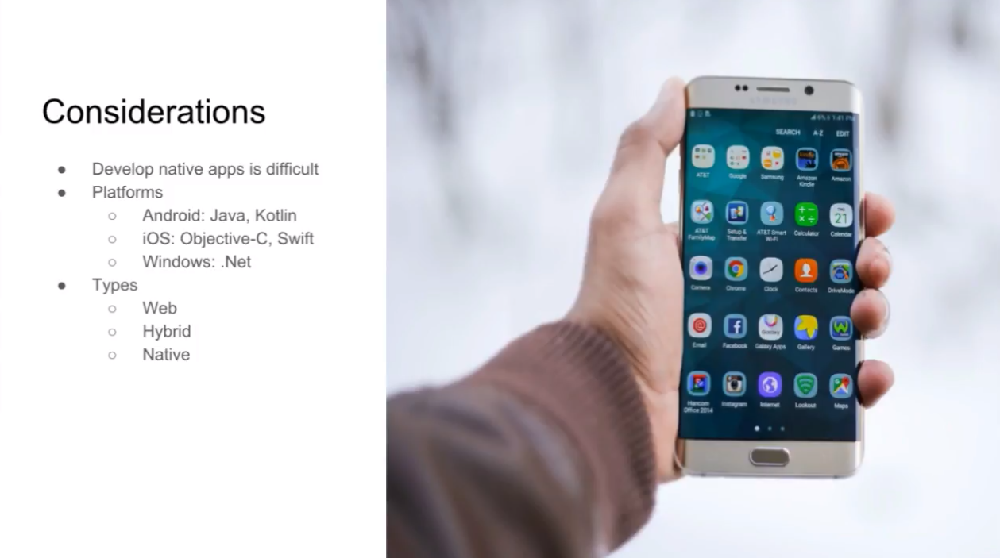 Considerations
● Develop native apps is difficult
● Platforms
○ Android: Java, Kotlin
○ iOS: Objective-C, Swift
○ Windows: .Net
● Types
○ Web
○ Hybrid
○ Native
SAMSUNG
1:41 PM
SEARCH A-Z EDIT
AT&T Google Samsung Amazon Kindle Amazon
AT&T FamilyMap Setup & Transfer AT&T Smart Wi-Fi Calculator Calendar
21
Camera Chrome Clock Contacts DriveMode
Email Facebook Galaxy Apps Gallery Games
Hancom Office 2014 Instagram Internet Lookout Maps